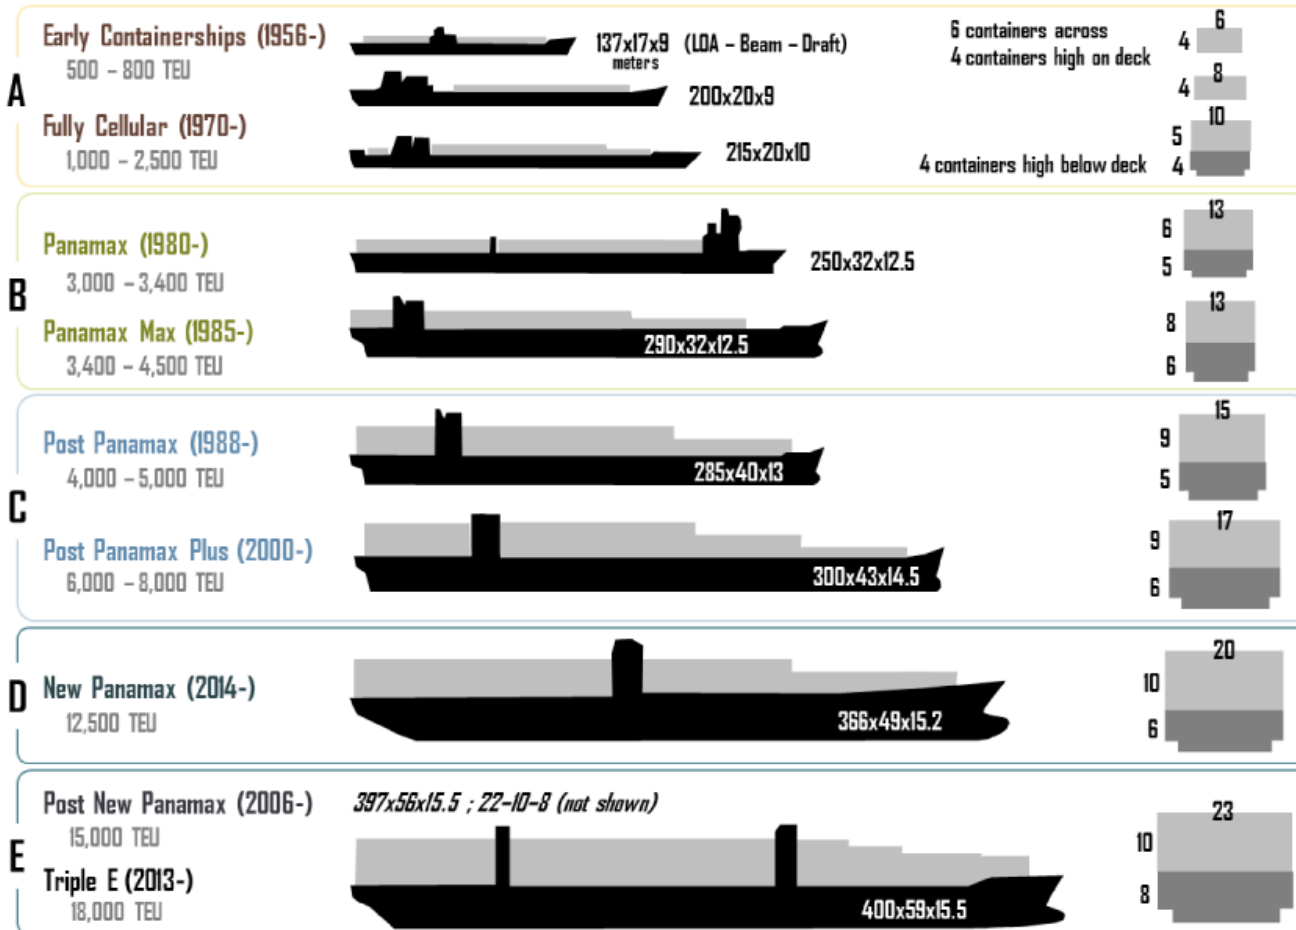 A
Early Containerships (1956-)
500 – 800 TEU
137x17x9 (LOA – Beam – Draft)
meters
6 containers across
4 containers high on deck
6
4
200x20x9
8
4
Fully Cellular (1970-)
1,000 – 2,500 TEU
215x20x10
4 containers high below deck
10
5
4
B
Panamax (1980-)
3,000 – 3,400 TEU
250x32x12.5
13
6
5
Panamax Max (1985-)
3,400 – 4,500 TEU
290x32x12.5
13
8
6
C
Post Panamax (1988-)
4,000 – 5,000 TEU
285x40x13
15
9
5
Post Panamax Plus (2000-)
6,000 – 8,000 TEU
300x43x14.5
17
9
6
D
New Panamax (2014-)
12,500 TEU
366x49x15.2
20
10
6
E
Post New Panamax (2006-)
15,000 TEU
397x56x15.5 ; 22-10-8 (not shown)
Triple E (2013-)
18,000 TEU
400x59x15.5
23
10
8